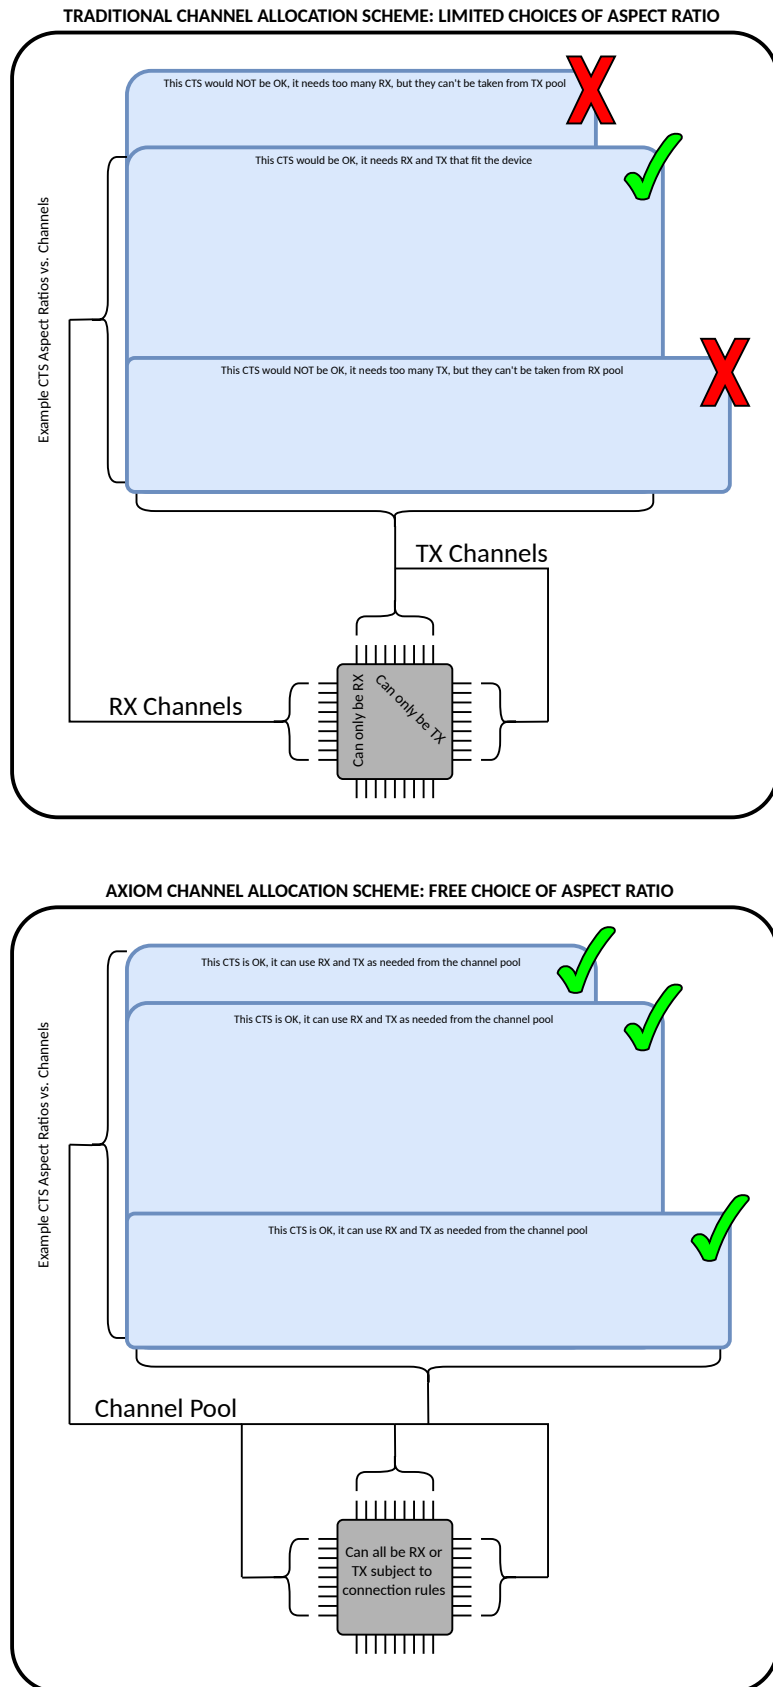 TRADITIONAL CHANNEL ALLOCATION SCHEME: LIMITED CHOICES OF ASPECT RATIO
This CTS would NOT be OK, it needs too many RX, but they can't be taken from TX pool
This CTS would be OK, it needs RX and TX that fit the device
Example CTS Aspect Ratios vs. Channels
This CTS would NOT be OK, it needs too many TX, but they can't be taken from RX pool
TX Channels
RX Channels
Can only be RX
Can only be TX
AXIOM CHANNEL ALLOCATION SCHEME: FREE CHOICE OF ASPECT RATIO
This CTS is OK, it can use RX and TX as needed from the channel pool
This CTS is OK, it can use RX and TX as needed from the channel pool
Example CTS Aspect Ratios vs. Channels
This CTS is OK, it can use RX and TX as needed from the channel pool
Channel Pool
Can all be RX or
TX subject to
connection rules